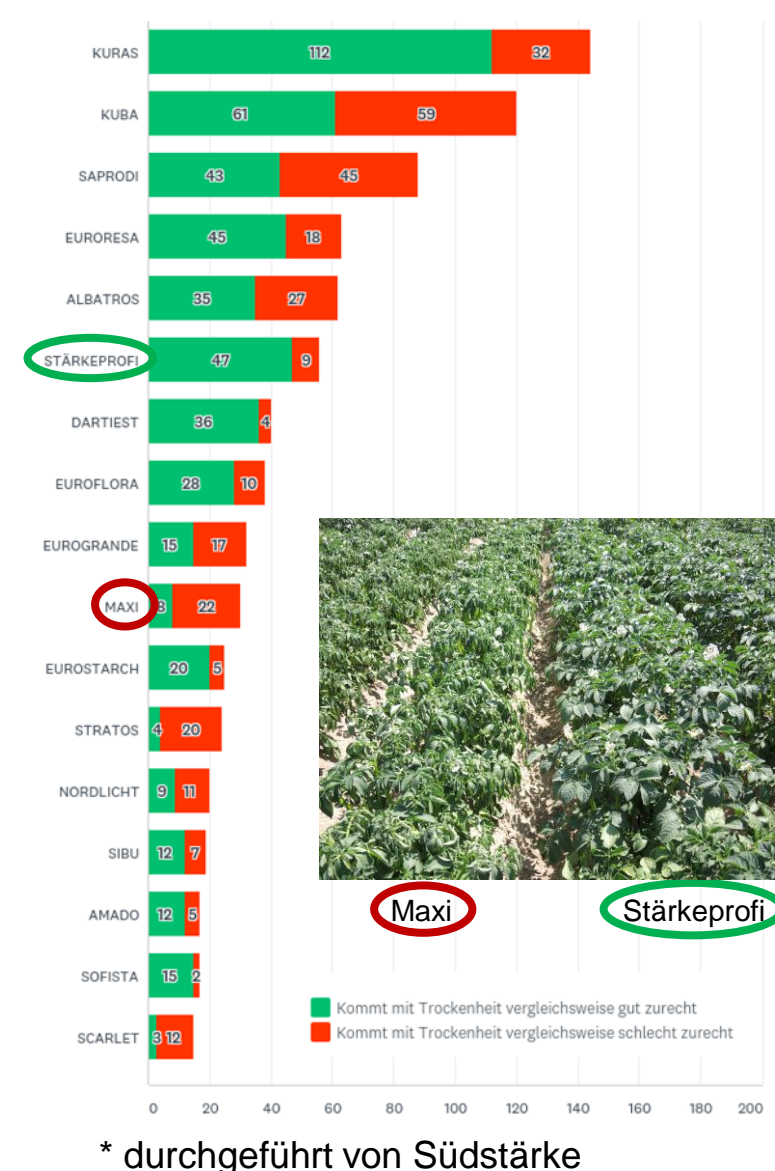 KURAS 112 32
KUBA 61 59
SAPRODI 43 45
EURORESA 45 18
ALBATROS 35 27
STÄRKEPROFI 47 9
DARTIEST 36 4
EUROFLORA 28 10
EUROGRANDE 15 17
MAXI 8 22
EUROSTARCH 20 5
STRATOS 4 20
NORDLICHT 9 11
SIBU 12 7
AMADO 12 5
SOFISTA 15 2
SCARLET 3 12
Maxi Stärkeprofi
Kommt mit Trockenheit vergleichsweise gut zurecht
Kommt mit Trockenheit vergleichsweise schlecht zurecht
0 20 40 60 80 100 120 140 160 180 200
* durchgeführt von Südstärke